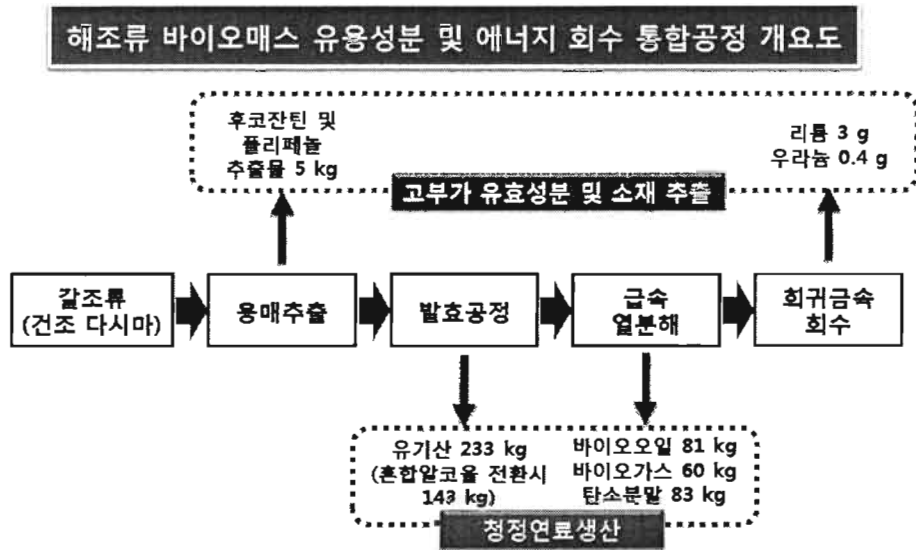 해조류 바이오매스 유용성분 및 에너지 회수 통합공정 개요도
후코잔틴 및
폴리페놀
추출물 5 kg
리튬 3 g
우라늄 0.4 g
고부가 유효성분 및 소재 추출
갈조류
(건조 다시마)
용매추출
발효공정
급속
열분해
희귀금속
회수
유기산 233 kg
(혼합알코올 전환시
143 kg)
바이오오일 81 kg
바이오가스 60 kg
탄소분말 83 kg
청정연료생산